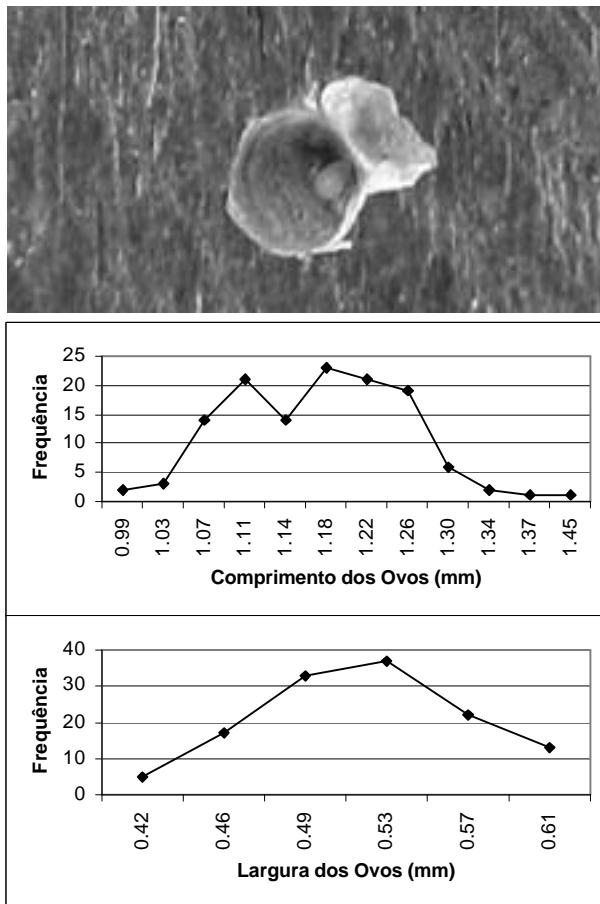 Frequência
25
20
15
10
5
0
0.99 1.03 1.07 1.11 1.14 1.18 1.22 1.26 1.30 1.34 1.37 1.45
Comprimento dos Ovos (mm)
Frequência
40
30
20
10
0
0.42 0.46 0.49 0.53 0.57 0.61
Largura dos Ovos (mm)